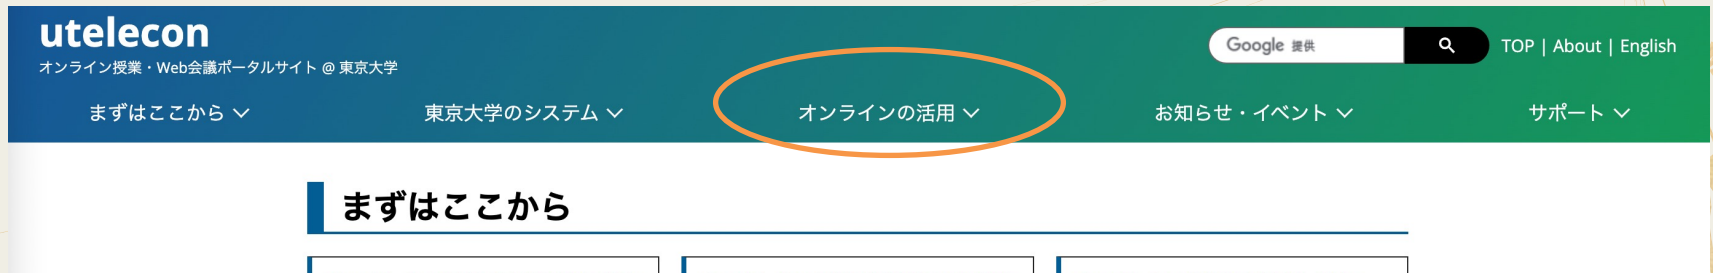 utelecon
オンライン授業・Web会議ポータルサイト @ 東京大学
Google 提供
TOP | About | English
まずはここから
東京大学のシステム
オンラインの活用
お知らせ・イベント
サポート
まずはここから